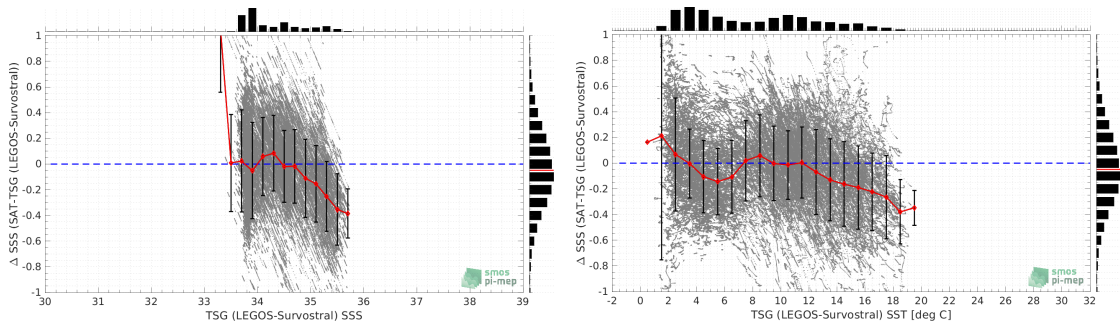 1
0.8
0.6
0.4
0.2
0
-0.2
-0.4
-0.6
-0.8
-1
Δ SSS (SAT-TSG (LEGOS-Survostral))
30 31 32 33 34 35 36 37 38 39
TSG (LEGOS-Survostral) SSS
smos
pi-mep
1
0.8
0.6
0.4
0.2
0
-0.2
-0.4
-0.6
-0.8
-1
Δ SSS (SAT-TSG (LEGOS-Survostral))
-2 0 2 4 6 8 10 12 14 16 18 20 22 24 26 28 30 32
TSG (LEGOS-Survostral) SST [deg C]
smos
pi-mep